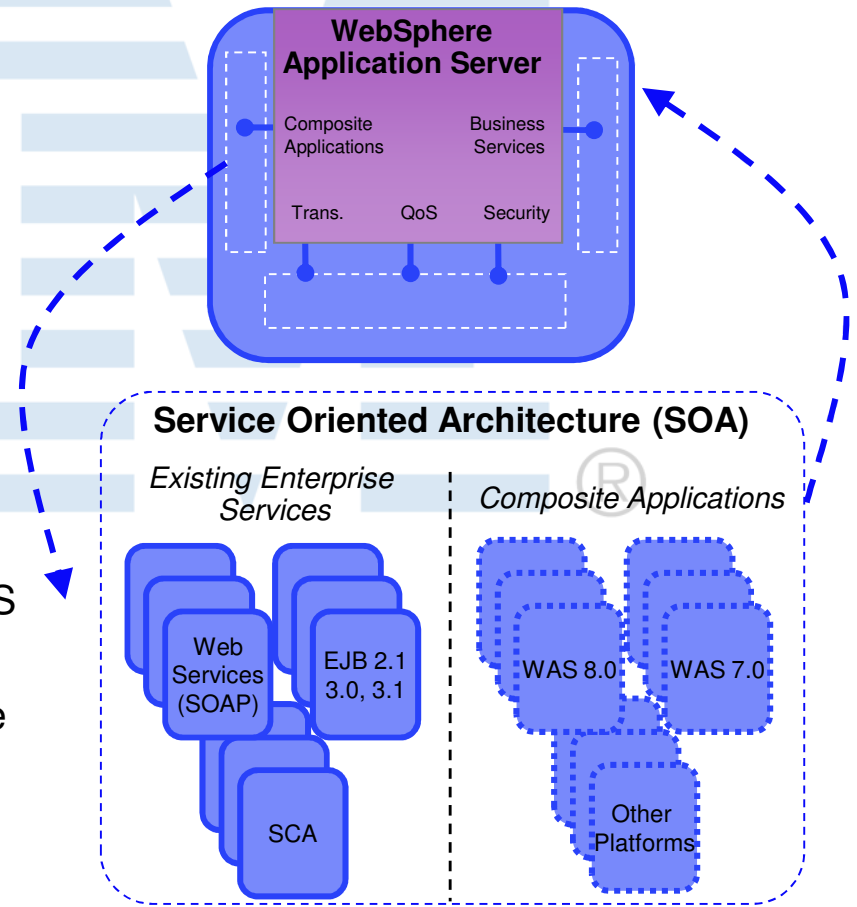 WebSphere
Application Server
Composite
Applications
Business
Services
Trans.
QoS
Security
Service Oriented Architecture (SOA)
Existing Enterprise
Services
Composite Applications
®
S
e
Web
Services
(SOAP)
EJB 2.1
3.0, 3.1
SCA
WAS 8.0
WAS 7.0
Other
Platforms